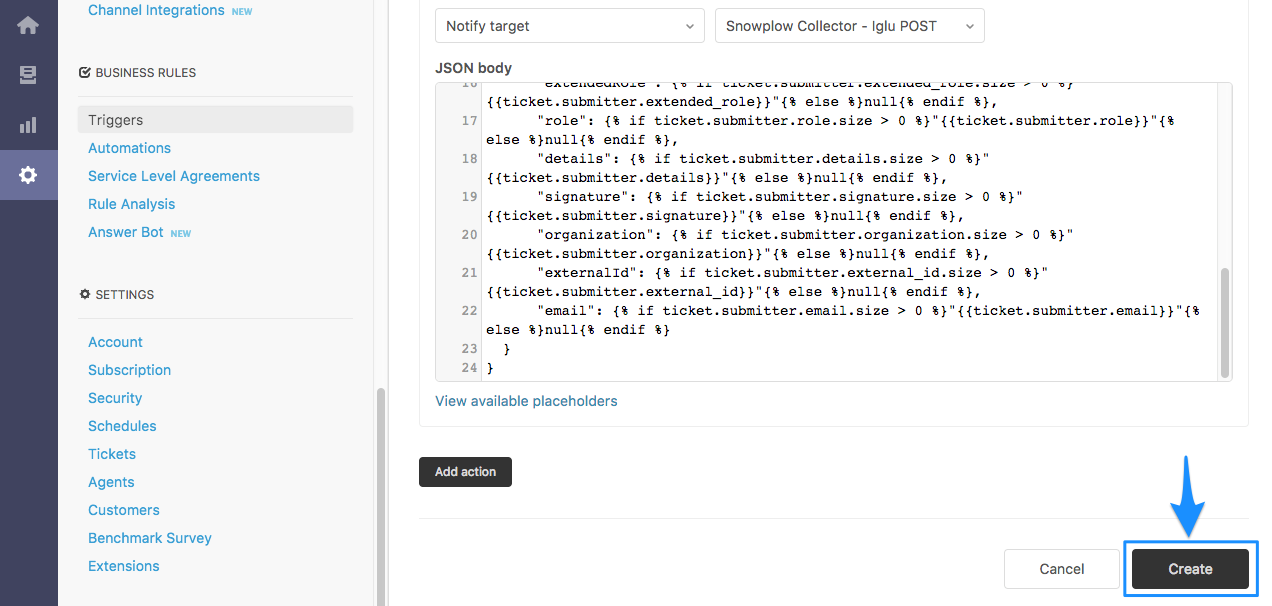 Channel Integrations NEW
BUSINESS RULES
Triggers
Automations
Service Level Agreements
Rule Analysis
Answer Bot NEW
SETTINGS
Account
Subscription
Security
Schedules
Tickets
Agents
Customers
Benchmark Survey
Extensions
Notify target
Snowplow Collector - Iglu POST
JSON body
16 "extendedRole": {% if ticket.submitter.extended_role.size > 0 %}"
{{ticket.submitter.extended_role}}"{% else %}null{% endif %},
17 "role": {% if ticket.submitter.role.size > 0 %}"{{ticket.submitter.role}}"{%
else %}null{% endif %},
18 "details": {% if ticket.submitter.details.size > 0 %}"
{{ticket.submitter.details}}"{% else %}null{% endif %},
19 "signature": {% if ticket.submitter.signature.size > 0 %}"
{{ticket.submitter.signature}}"{% else %}null{% endif %},
20 "organization": {% if ticket.submitter.organization.size > 0 %}"
{{ticket.submitter.organization}}"{% else %}null{% endif %},
21 "externalId": {% if ticket.submitter.external_id.size > 0 %}"
{{ticket.submitter.external_id}}"{% else %}null{% endif %},
22 "email": {% if ticket.submitter.email.size > 0 %}"{{ticket.submitter.email}}"{%
else %}null{% endif %}
23 }
24 }
View available placeholders
Add action
Cancel
Create